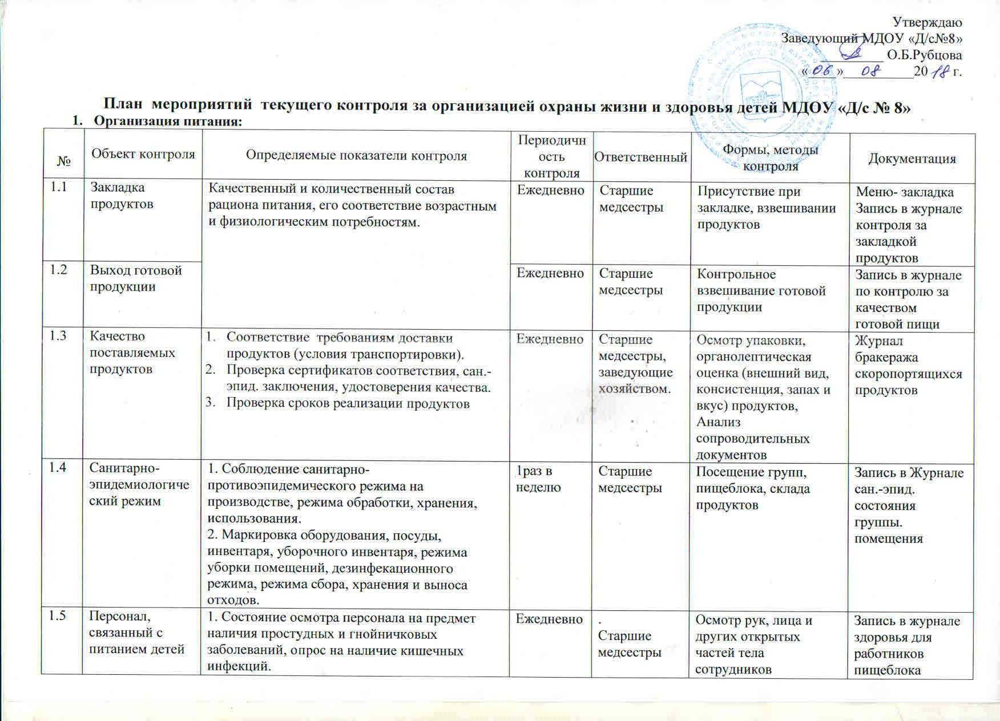 Утверждаю
Заведующий МДОУ «Д/с№8»
_________ О.Б.Рубцова
«06»08 2018 г.
План мероприятий текущего контроля за организацией охраны жизни и здоровья детей МДОУ «Д/с № 8»
1. Организация питания:
№
Объект контроля
Определяемые показатели контроля
Периодичн
ость
контроля
Ответственный
Формы, методы
контроля
Документация
1.1
Закладка
продуктов
Качественный и количественный состав
рациона питания, его соответствие возрастным
и физиологическим потребностям.
Ежедневно
Старшие
медсестры
Присутствие при
закладке, взвешивании
продуктов
Меню- закладка
Запись в журнале
контроля за
закладкой
продуктов
1.2
Выход готовой
продукции
Ежедневно
Старшие
медсестры
Контрольное
взвешивание готовой
продукции
Запись в журнале
по контролю за
качеством
готовой пищи
1.3
Качество
поставляемых
продуктов
1. Соответствие требованиям доставки
продуктов (условия транспортировки).
2. Проверка сертификатов соответствия, сан.-
эпид. заключения, удостоверения качества.
3. Проверка сроков реализации продуктов
Ежедневно
Старшие
медсестры,
заведующие
хозяйством.
Осмотр упаковки,
органолептическая
оценка (внешний вид,
консистенция, запах и
вкус) продуктов,
Анализ
сопроводительных
документов
Журнал
бракеража
скоропортящихся
продуктов
1.4
Санитарно-
эпидемиологиче
ский режим
1. Соблюдение санитарно-
противоэпидемического режима на
производстве, режима обработки, хранения,
использования.
2. Маркировка оборудования, посуды,
инвентаря, уборочного инвентаря, режима
уборки помещений, дезинфекационного
режима, режима сбора, хранения и выноса
отходов.
1раз в
неделю
Старшие
медсестры
Посещение групп,
пищеблока, склада
продуктов
Запись в Журнале
сан.-эпид.
состояния
группы.
помещения
1.5
Персонал,
связанный с
питанием детей
1. Состояние осмотра персонала на предмет
наличия простудных и гнойничковых
заболеваний, опрос на наличие кишечных
инфекций.
Ежедневно
.
Старшие
медсестры
Осмотр рук, лица и
других открытых
частей тела
сотрудников
Запись в журнале
здоровья для
работников
пищеблока